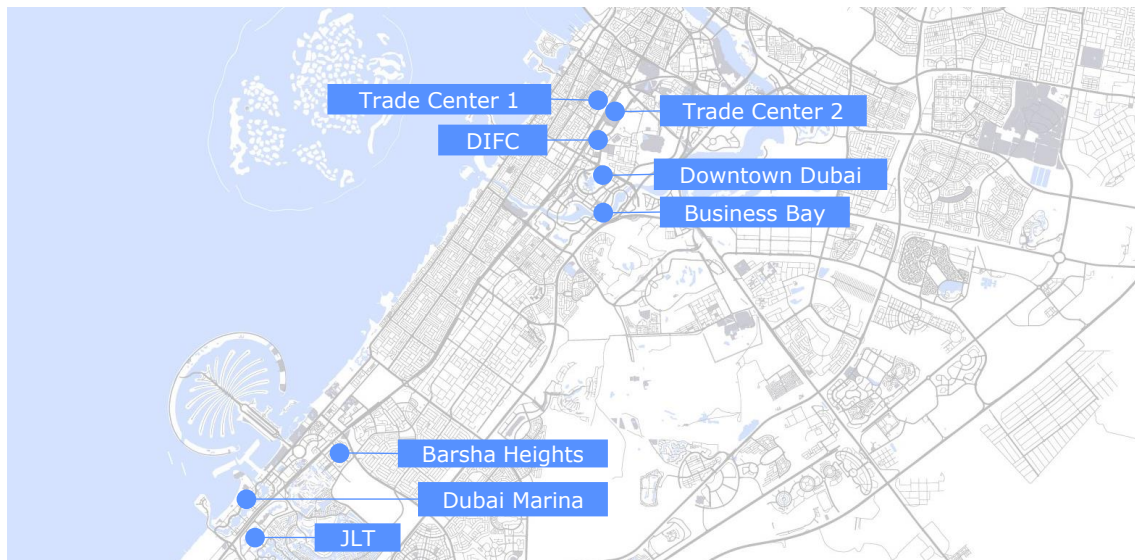 Trade Center 1
Trade Center 2
DIFC
Downtown Dubai
Business Bay
Barsha Heights
Dubai Marina
JLT